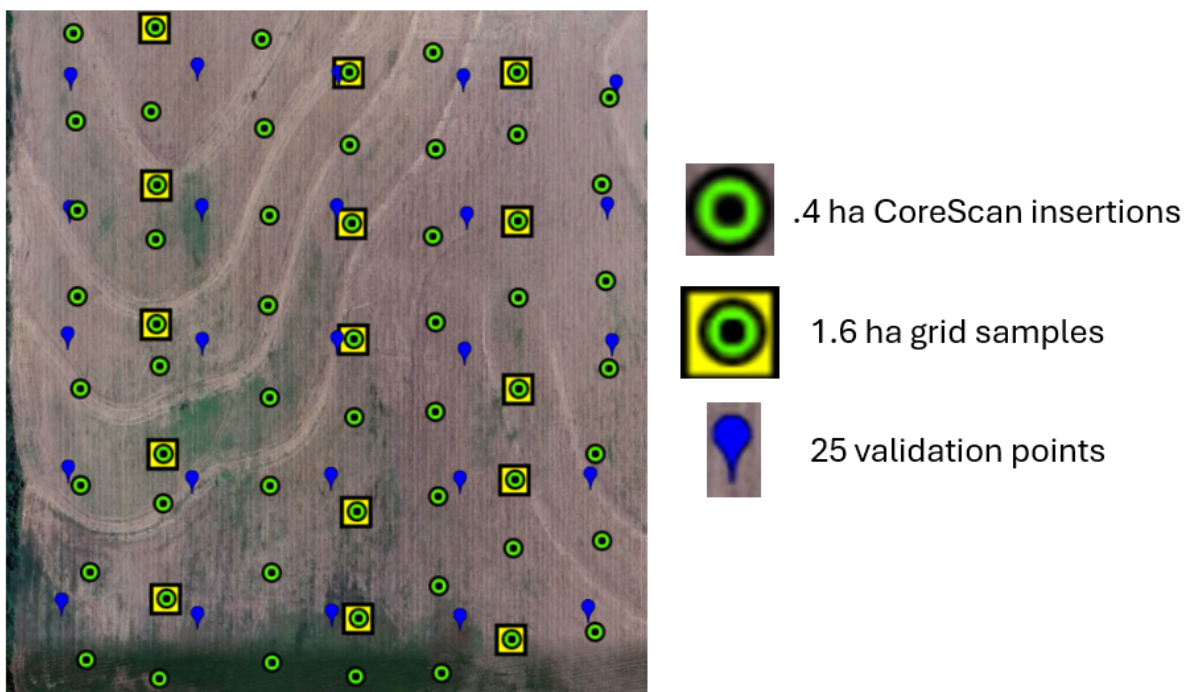 .4 ha CoreScan insertions
1.6 ha grid samples
25 validation points